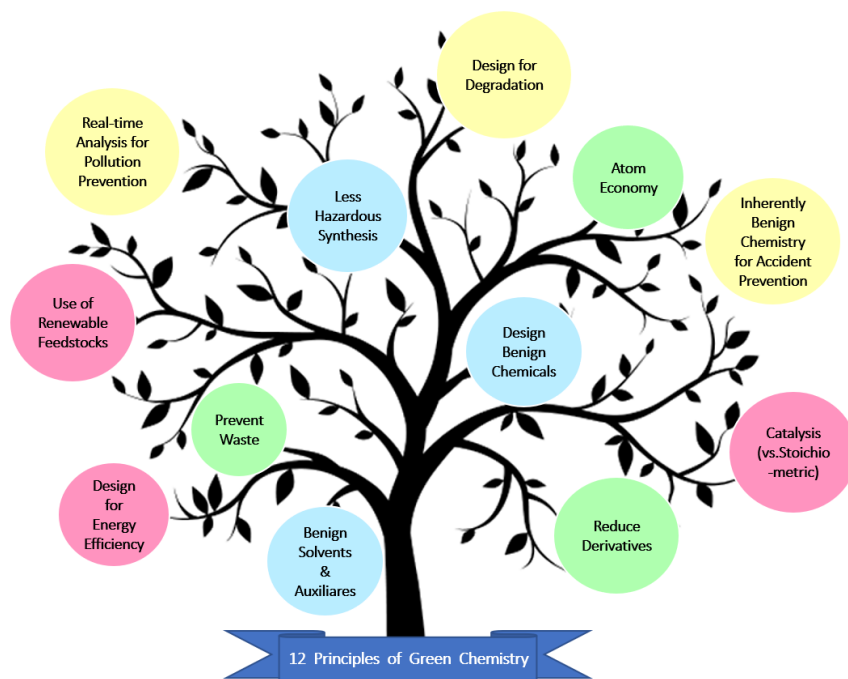 Design for
Degradation
Real-time
Analysis for
Pollution
Prevention
Atom
Economy
Less
Hazardous
Synthesis
Inherently
Benign
Chemistry
for Accident
Prevention
Use of
Renewable
Feedstocks
Design
Benign
Chemicals
Prevent
Waste
Catalysis
(vs.Stoichio
-metric)
Design
for
Energy
Efficiency
Reduce
Derivatives
Benign
Solvents
&
Auxiliares
12 Principles of Green Chemistry